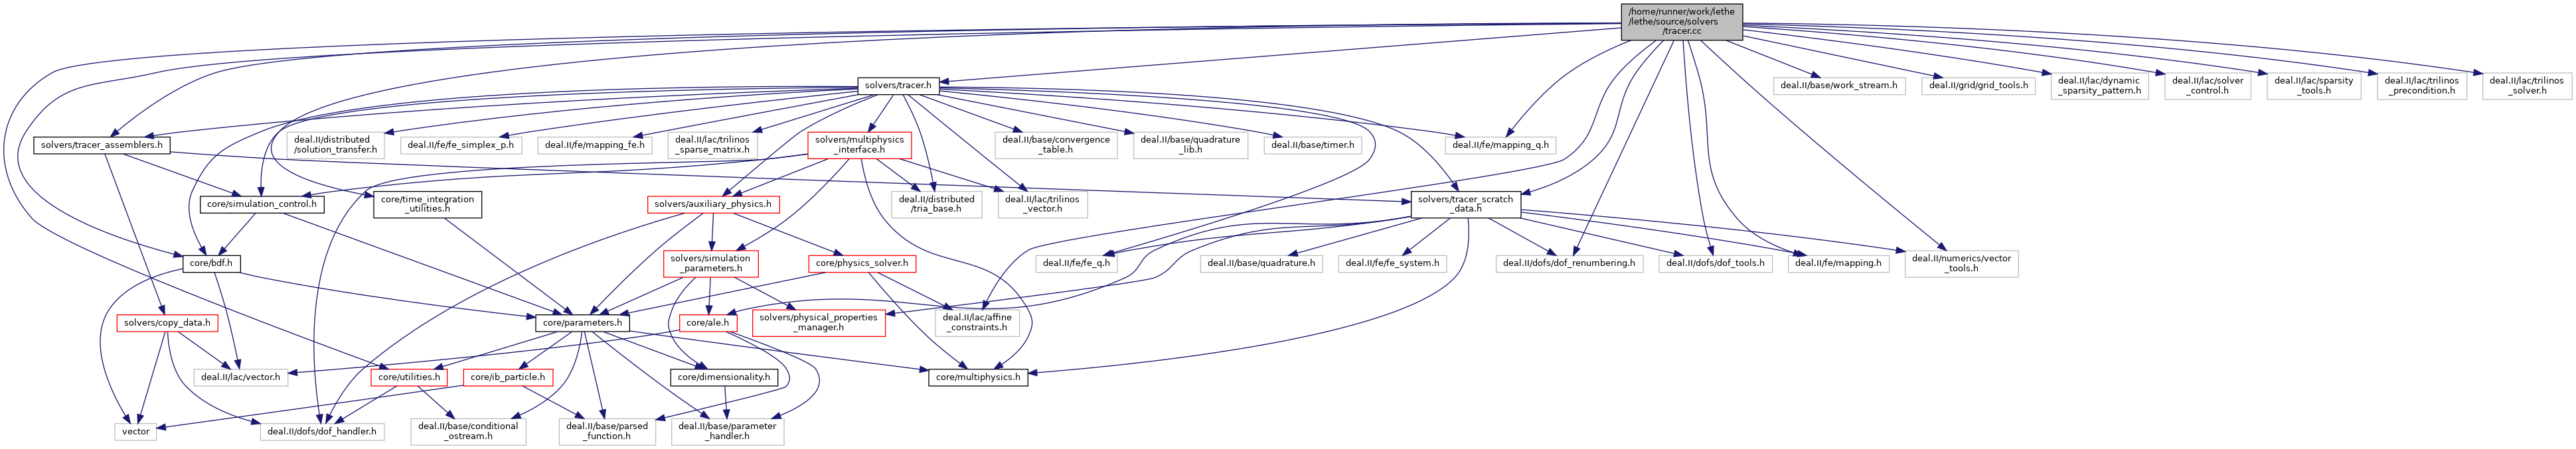 /home/runner/work/lethe
/lethe/source/solvers
/tracer.cc
solvers/tracer.h
deal.II/base/work_stream.h
deal.II/grid/grid_tools.h
deal.II/lac/dynamic
_sparsity_pattern.h
deal.II/lac/solver
_control.h
deal.II/lac/sparsity
_tools.h
deal.II/lac/trilinos
_precondition.h
deal.II/lac/trilinos
_solver.h
solvers/tracer_assemblers.h
deal.II/distributed
/solution_transfer.h
deal.II/fe/fe_simplex_p.h
deal.II/fe/mapping_fe.h
deal.II/lac/trilinos
_sparse_matrix.h
solvers/multiphysics
_interface.h
deal.II/base/convergence
_table.h
deal.II/base/quadrature
_lib.h
deal.II/base/timer.h
deal.II/fe/mapping_q.h
core/simulation_control.h
core/time_integration
_utilities.h
solvers/auxiliary_physics.h
deal.II/distributed
/tria_base.h
deal.II/lac/trilinos
_vector.h
solvers/tracer_scratch
_data.h
core/bdf.h
solvers/simulation
_parameters.h
core/physics_solver.h
deal.II/fe/fe_q.h
deal.II/base/quadrature.h
deal.II/fe/fe_system.h
deal.II/dofs/dof_renumbering.h
deal.II/dofs/dof_tools.h
deal.II/fe/mapping.h
deal.II/numerics/vector
_tools.h
solvers/copy_data.h
core/parameters.h
core/ale.h
solvers/physical_properties
_manager.h
deal.II/lac/affine
_constraints.h
deal.II/lac/vector.h
core/utilities.h
core/ib_particle.h
core/dimensionality.h
core/multiphysics.h
vector
deal.II/dofs/dof_handler.h
deal.II/base/conditional
_ostream.h
deal.II/base/parsed
_function.h
deal.II/base/parameter
_handler.h